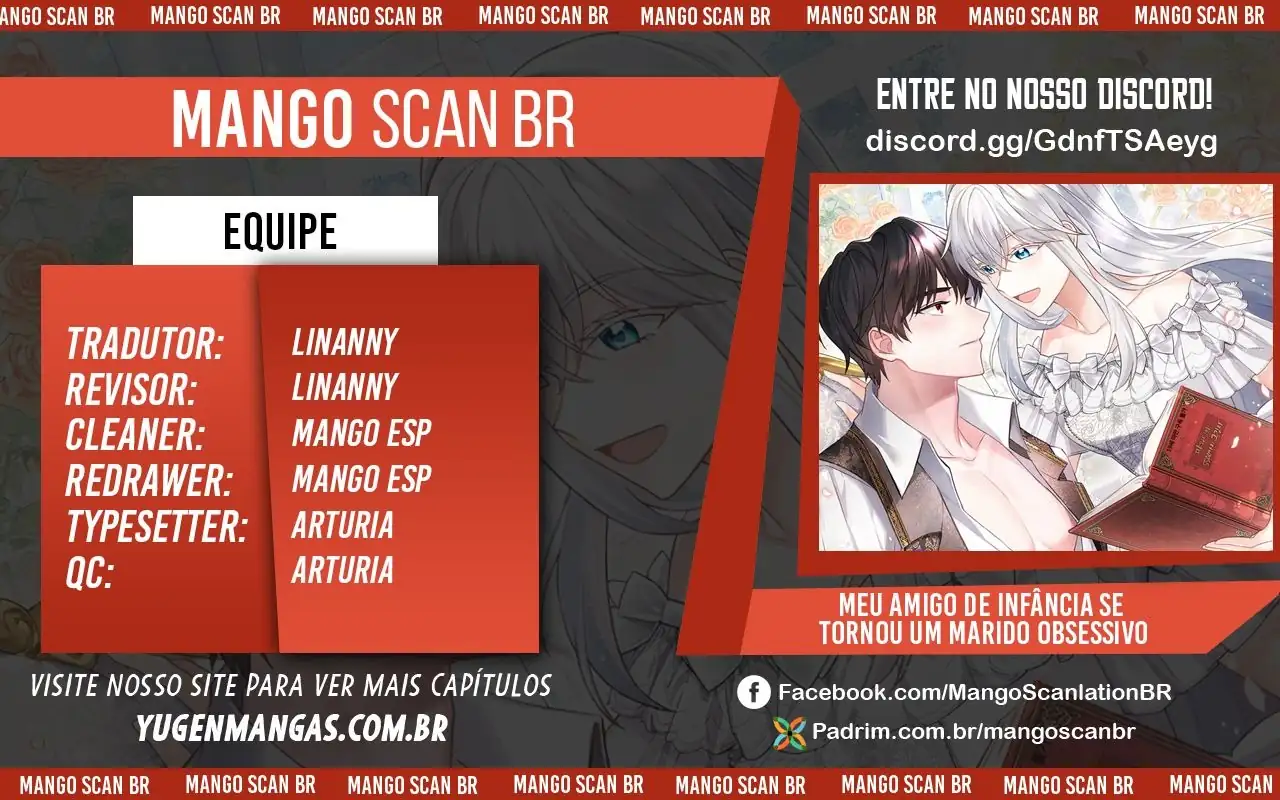 MANGO SCAN BR MANGO SCAN BR MANGO SCAN BR MANGO SCAN BR MANGO SCAN BR MANGO SCAN BR MANGO SCAN BR MANGO SCAN BR
MANGO SCAN BR
EQUIPE
TRADUTOR: LINANNY
REVISOR: LINANNY
CLEANER: MANGO ESP
REDRAWER: MANGO ESP
TYPESETTER: ARTURIA
QC: ARTURIA
VISITE NOSSO SITE PARA VER MAIS CAPÍTULOS
YUGENMANGAS.COM.BR
ENTRE NO NOSSO DISCORD!
discord.gg/GdnfTSAeyg
MEU AMIGO DE INFÂNCIA SE
TORNOU UM MARIDO OBSESSIVO
Facebook.com/MangoScanlationBR
Padrim.com.br/mangoscanbr
MANGO SCAN BR MANGO SCAN BR MANGO SCAN BR MANGO SCAN BR MANGO SCAN BR MANGO SCAN BR MANGO SCAN BR MANGO SCAN